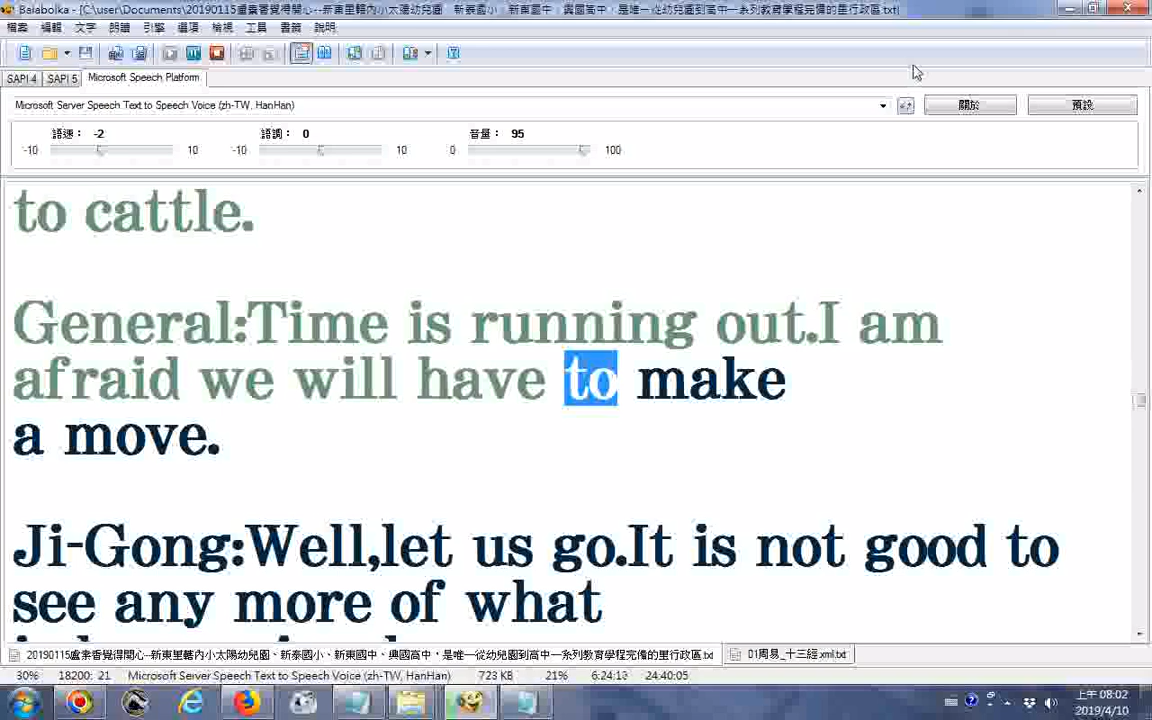 Balabolka - [C:\user\Documents\20190115盧素香覺得開心--新東里轄內小太陽幼兒園、新泰國小、新東國中、興國高中，是唯一從幼兒園到高中一系列教育學程完備的里行政區.txt]
檔案 編輯 文字 朗讀 引擎 選項 檢視 工具 書籤 說明
SAPI 4 SAPI 5 Microsoft Speech Platform
Microsoft Server Speech Text to Speech Voice (zh-TW, HanHan) 關於 預設
語速： -2 語調： 0 音量： 95
-10 10 -10 10 0 100
to cattle.
General:Time is running out.I am
afraid we will have to make
a move.
Ji-Gong:Well,let us go.It is not good to
see any more of what
20190115盧素香覺得開心--新東里轄內小太陽幼兒園、新泰國小、新東國中、興國高中，是唯一從幼兒園到高中一系列教育學程完備的里行政區.txt 01周易_十三經.xml.txt
30% 18200: 21 Microsoft Server Speech Text to Speech Voice (zh-TW, HanHan) 723 KB 21% 6:24:13 24:40:05
上午 08:02
2019/4/10